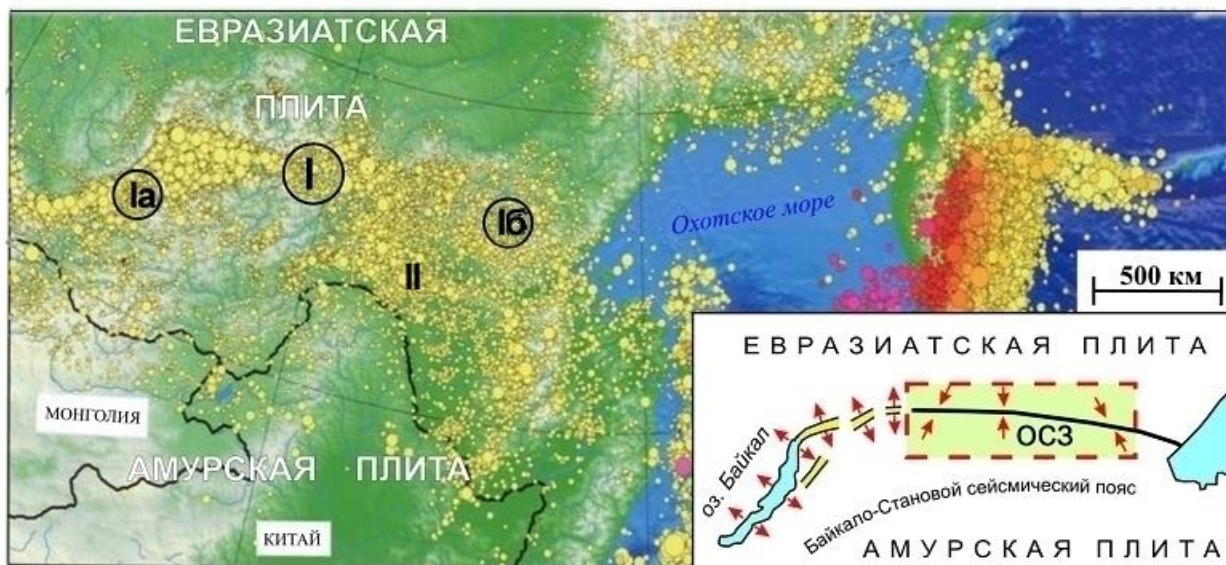 ЕВРАЗИАТСКАЯ
ПЛИТА
Iа
I
Iб
II
Охотское море
500 км
МОНГОЛИЯ
АМУРСКАЯ ПЛИТА
КИТАЙ
ЕВРАЗИАТСКАЯ ПЛИТА
ОСЗ
оз. Байкал
Байкало-Становой сейсмический пояс
АМУРСКАЯ ПЛИТА